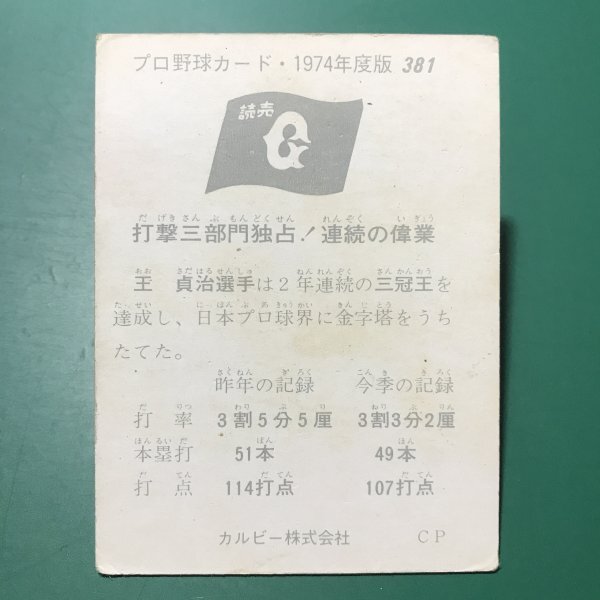 プロ野球カード・1974年度版 381
読売
G
打撃三部門独占！連続の偉業
王　貞治選手は2年連続の三冠王を
達成し、日本プロ球界に金字塔をうち
たてた。
昨年の記録　今季の記録
打率　3割5分5厘　3割3分2厘
本塁打　51本　49本
打点　114打点　107打点
カルビー株式会社　CP